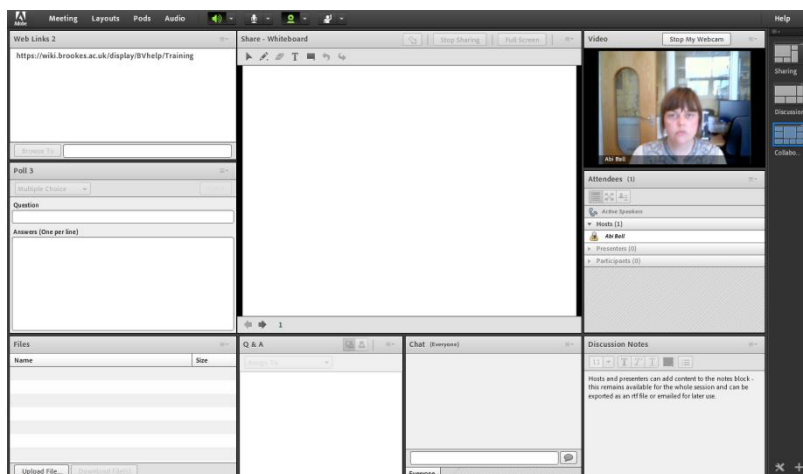 Adobe
Meeting Layouts Pods Audio
Help
Web Links 2
https://wiki.brookes.ac.uk/display/BVhelp/Training
Browse To
Poll 3
Multiple Choice
Question
Answers (One per line)
Files
Name Size
Upload File... Download File(s)
Share - Whiteboard
Stop Sharing Full Screen
T
1
Q & A
Assign To
Chat (Everyone)
Everyone
Video
Stop My Webcam
Abi Bell
Attendees (1)
Active Speakers
Hosts (1)
Abi Bell
Presenters (0)
Participants (0)
Discussion Notes
11 T T T
Hosts and presenters can add content to the notes block -
this remains available for the whole session and can be
exported as an rtf file or emailed for later use.
Sharing
Discussion
Collabo...